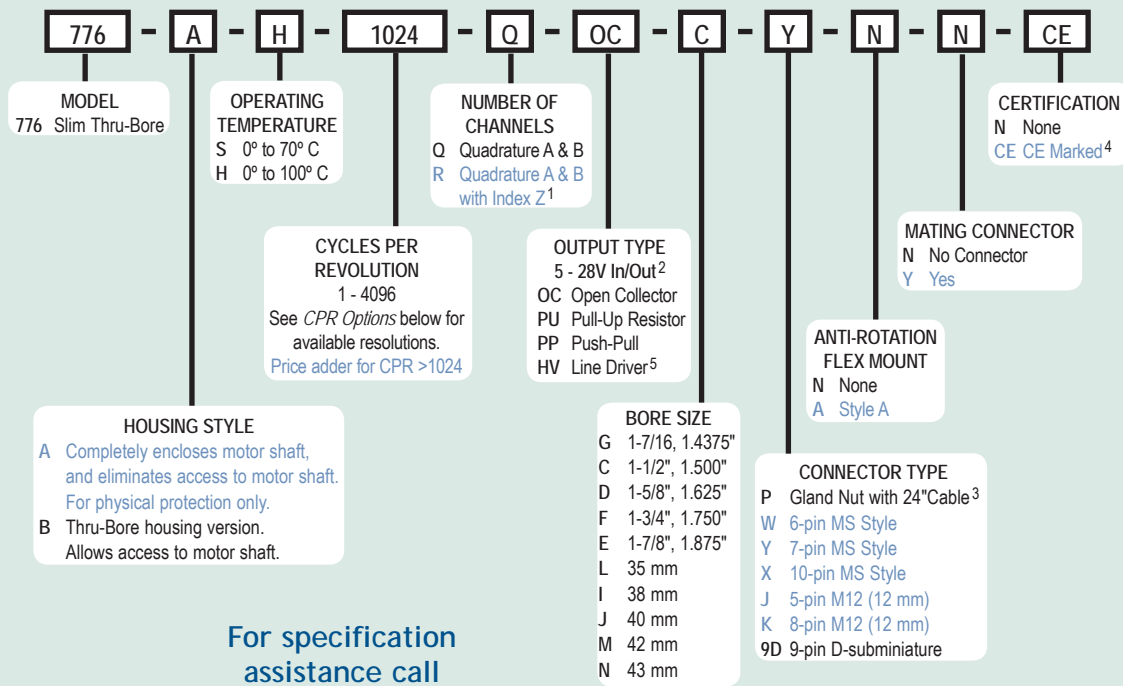 776 - A - H - 1024 - Q - OC - C - Y - N - N - CE
MODEL
776 Slim Thru-Bore
OPERATING
TEMPERATURE
S 0º to 70º C
H 0º to 100º C
NUMBER OF
CHANNELS
Q Quadrature A & B
R Quadrature A & B
with Index Z1
CERTIFICATION
N None
CE CE Marked4
CYCLES PER
REVOLUTION
1 - 4096
See CPR Options below for
available resolutions.
Price adder for CPR >1024
OUTPUT TYPE
5 - 28V In/Out2
OC Open Collector
PU Pull-Up Resistor
PP Push-Pull
HV Line Driver5
MATING CONNECTOR
N No Connector
Y Yes
ANTI-ROTATION
FLEX MOUNT
N None
A Style A
HOUSING STYLE
A Completely encloses motor shaft,
and eliminates access to motor shaft.
For physical protection only.
B Thru-Bore housing version.
Allows access to motor shaft.
BORE SIZE
G 1-7/16, 1.4375"
C 1-1/2", 1.500"
D 1-5/8", 1.625"
F 1-3/4", 1.750"
E 1-7/8", 1.875"
L 35 mm
I 38 mm
J 40 mm
M 42 mm
N 43 mm
CONNECTOR TYPE
P Gland Nut with 24"Cable3
W 6-pin MS Style
Y 7-pin MS Style
X 10-pin MS Style
J 5-pin M12 (12 mm)
K 8-pin M12 (12 mm)
9D 9-pin D-subminiature
For specification
assistance call